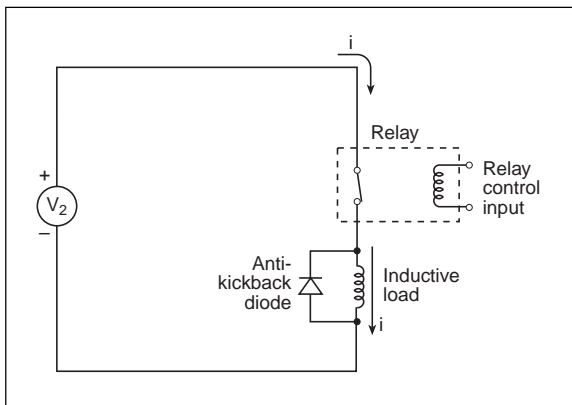 i
Relay
Relay
control
input
+
V2
–
Anti-
kickback
diode
Inductive
load
i